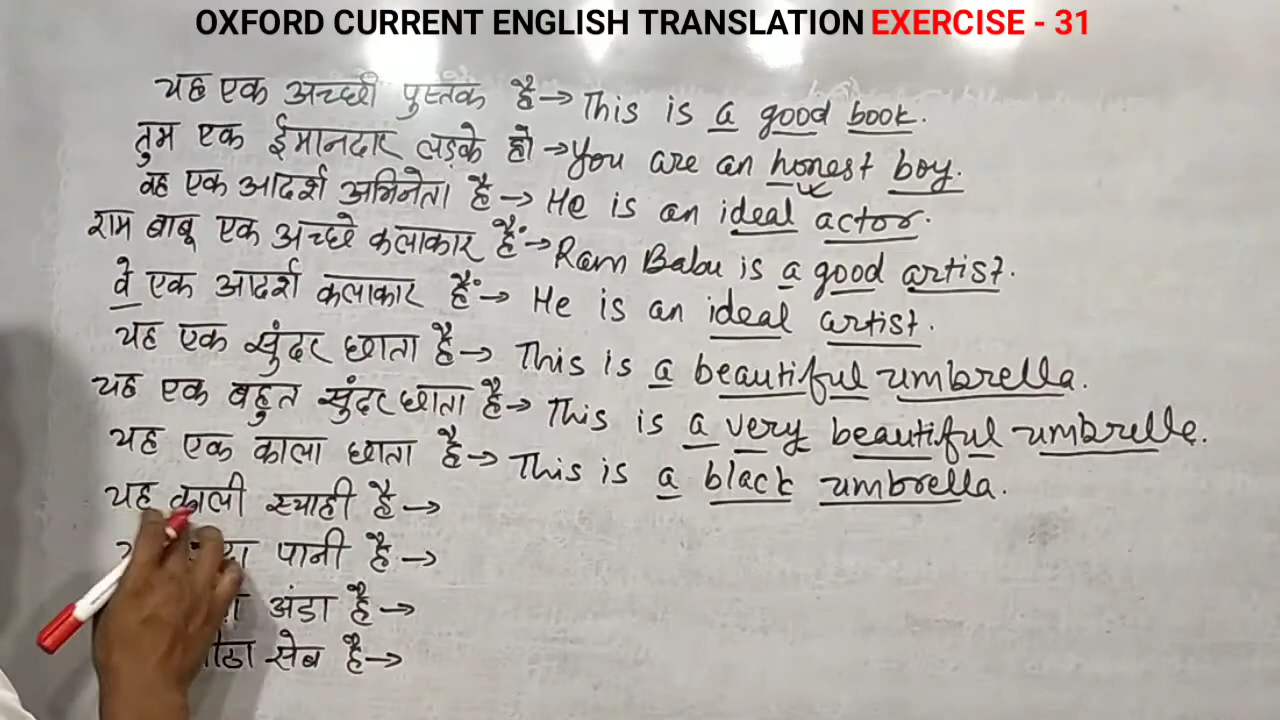 OXFORD CURRENT ENGLISH TRANSLATION EXERCISE - 31
यह एक अच्छी पुस्तक है → This is a good book.
तुम एक ईमानदार लड़के हो → You are an honest boy.
वह एक आदर्श अभिनेता है → He is an ideal actor.
राम बाबू एक अच्छे कलाकार हैं → Ram Babu is a good artist.
वे एक आदर्श कलाकार हैं → He is an ideal artist.
यह एक सुंदर छाता है → This is a beautiful umbrella.
यह एक बहुत सुंदर छाता है → This is a very beautiful umbrella.
यह एक काला छाता है → This is a black umbrella.
यह काली स्याही है →
पानी है →
अंडा है →
सेब है →